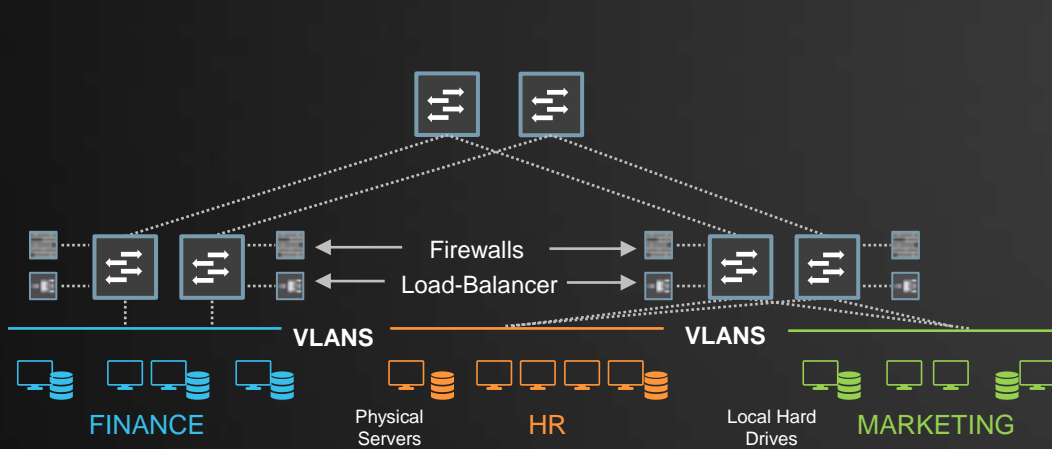 Firewalls
Load-Balancer
VLANS
VLANS
FINANCE
Physical
Servers
HR
Local Hard
Drives
MARKETING